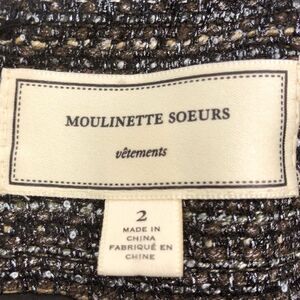 MOULINETTE SOEURS
vêtements
2
MADE IN
CHINA
FABRIQUÉ EN
CHINE